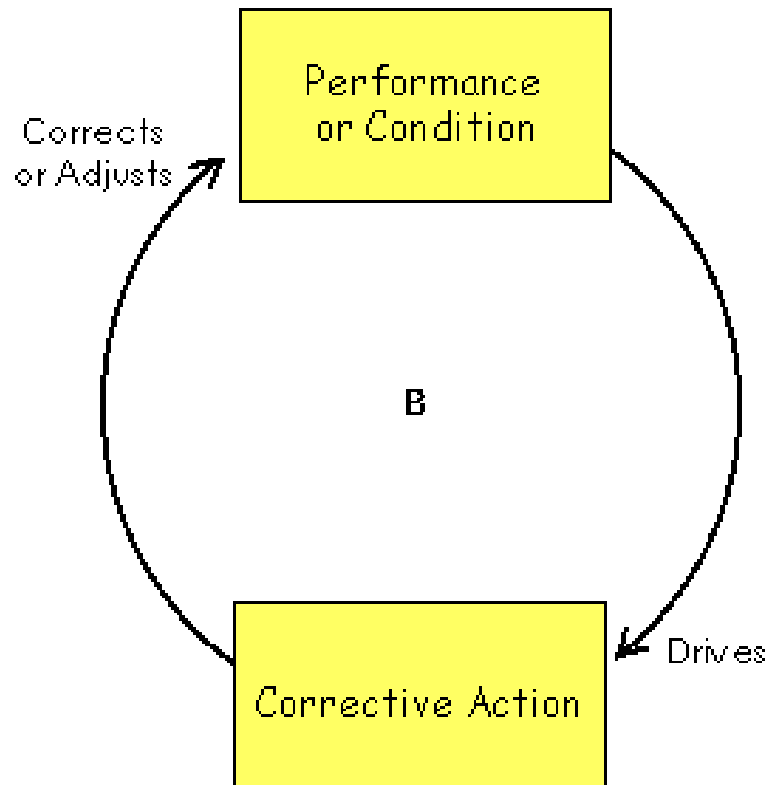 Performance
or Condition
Corrects
or Adjusts
B
Drives
Corrective Action